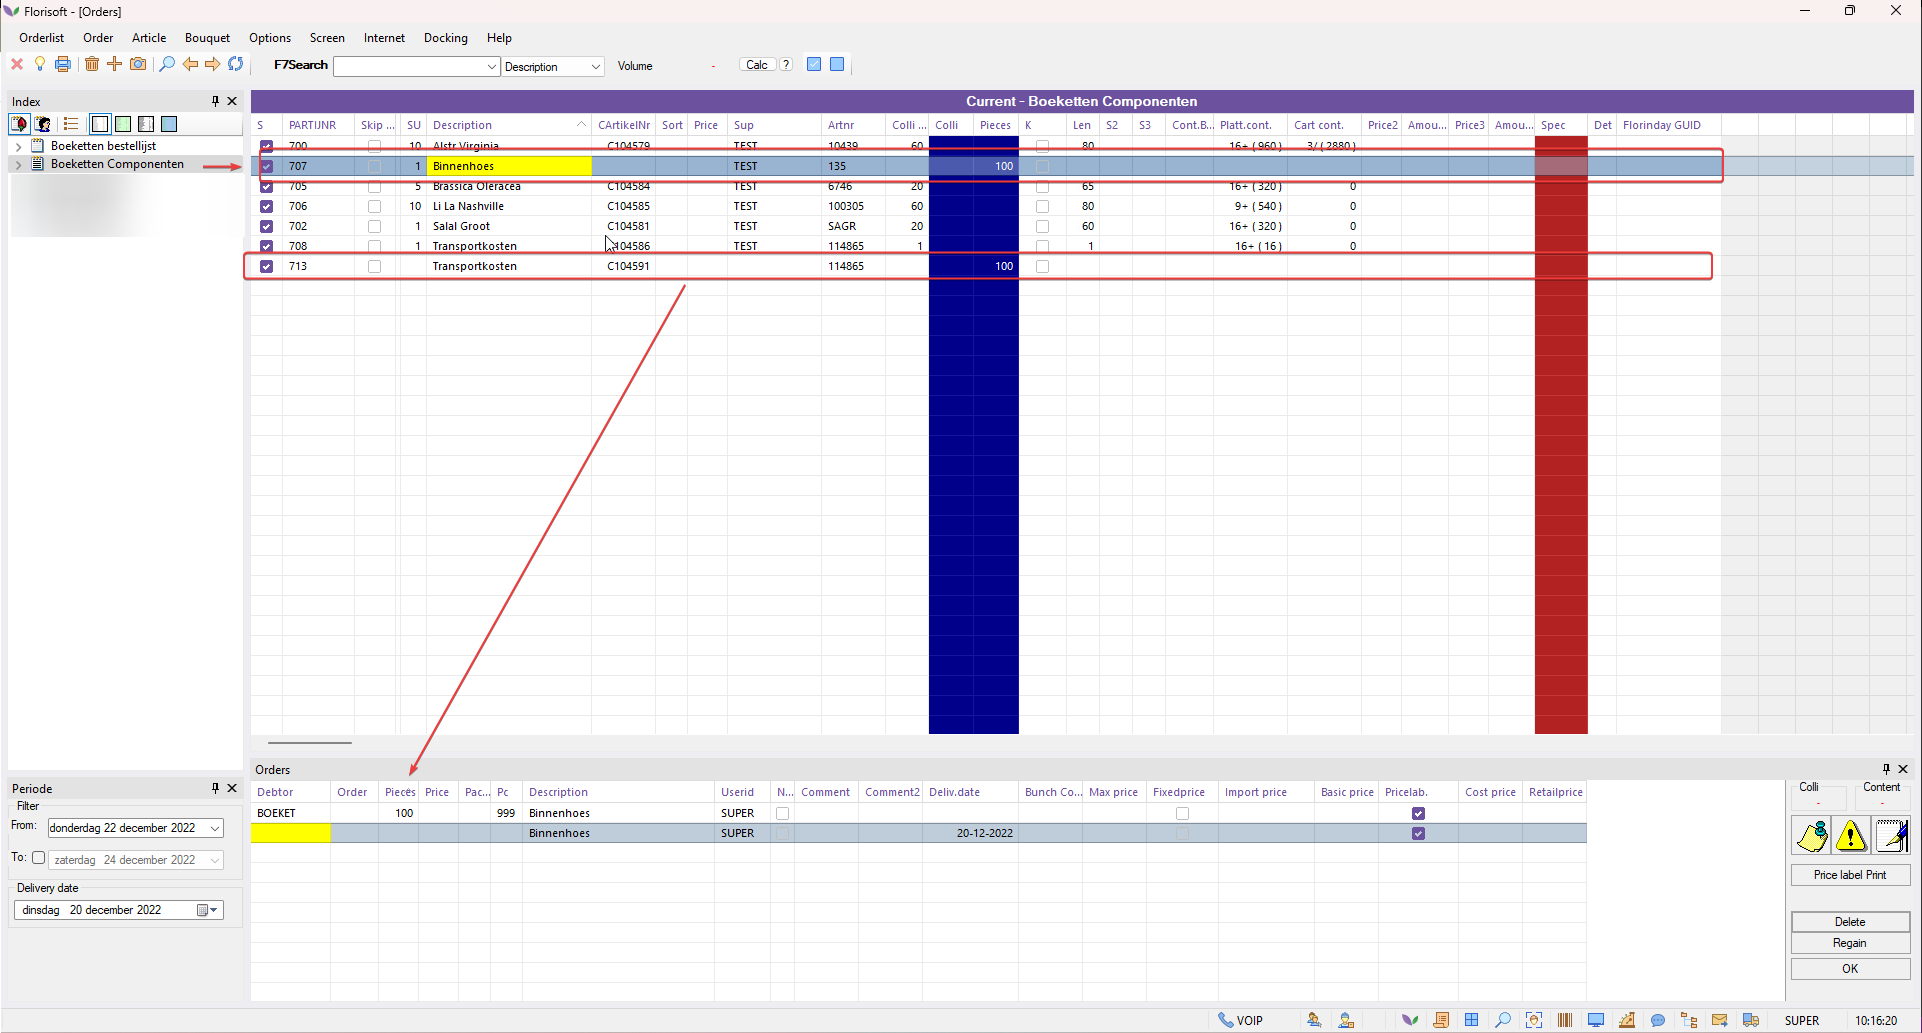 Florisoft - [Orders]
Orderlist Order Article Bouquet Options Screen Internet Docking Help
F7Search Description Volume - Calc ?
Index
Boeketten bestellijst
Boeketten Componenten
Current - Boeketten Componenten
S PARTIJNR Skip ... SU Description CArtikelNr Sort Price Sup Artnr Colli ... Colli Pieces K Len S2 S3 Cont.B... Platt.cont. Cart cont. Price2 Amou... Price3 Amou... Spec Det Florinday GUID
700 10 Alstr Virginia C104579 TEST 10439 60 80 16+ ( 960 ) 3/ ( 2880 )
707 1 Binnenhoes TEST 135 100
705 5 Brassica Oleracea C104584 TEST 6746 20 65 16+ ( 320 ) 0
706 10 Li La Nashville C104585 TEST 100305 60 80 9+ ( 540 ) 0
702 1 Salal Groot C104581 TEST SAGR 20 60 16+ ( 320 ) 0
708 1 Transportkosten 104586 TEST 114865 1 1 16+ ( 16 ) 0
713 Transportkosten C104591 114865 100
Periode
Filter
From: donderdag 22 december 2022
To: zaterdag 24 december 2022
Delivery date
dinsdag 20 december 2022
Orders
Debtor Order Pieces Price Pac... Pc Description Userid N... Comment Comment2 Deliv.date Bunch Co... Max price Fixedprice Import price Basic price Pricelab. Cost price Retailprice
BOEKET 100 999 Binnenhoes SUPER
Binnenhoes SUPER 20-12-2022
Colli Content
- -
Price label Print
Delete
Regain
OK
VOIP SUPER 10:16:20